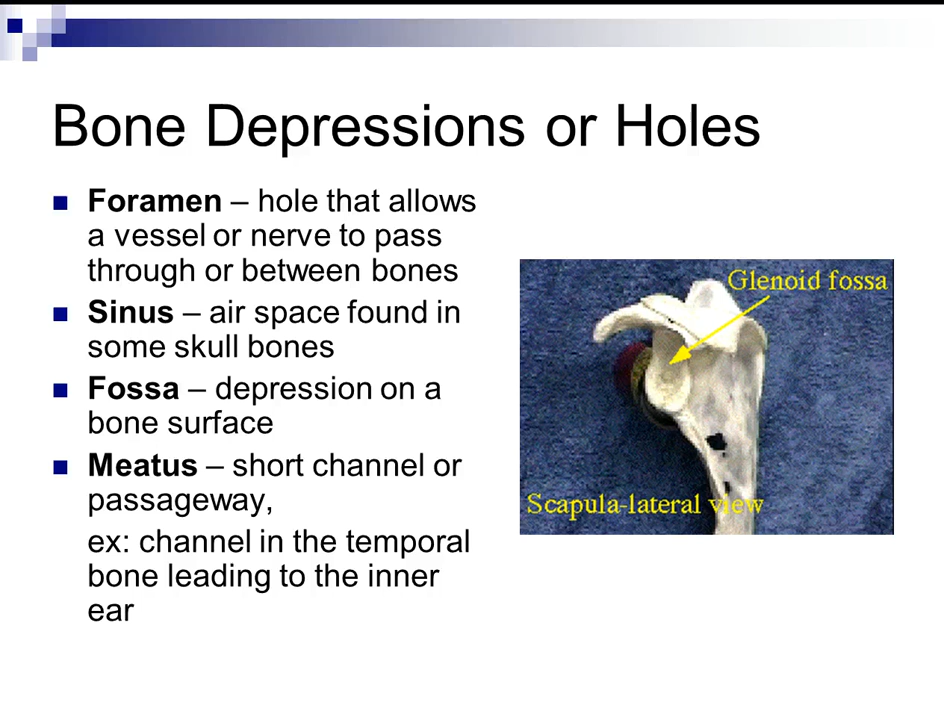 Bone Depressions or Holes
Foramen – hole that allows
a vessel or nerve to pass
through or between bones
Sinus – air space found in
some skull bones
Fossa – depression on a
bone surface
Meatus – short channel or
passageway,
ex: channel in the temporal
bone leading to the inner
ear
Glenoid fossa
Scapula-lateral view